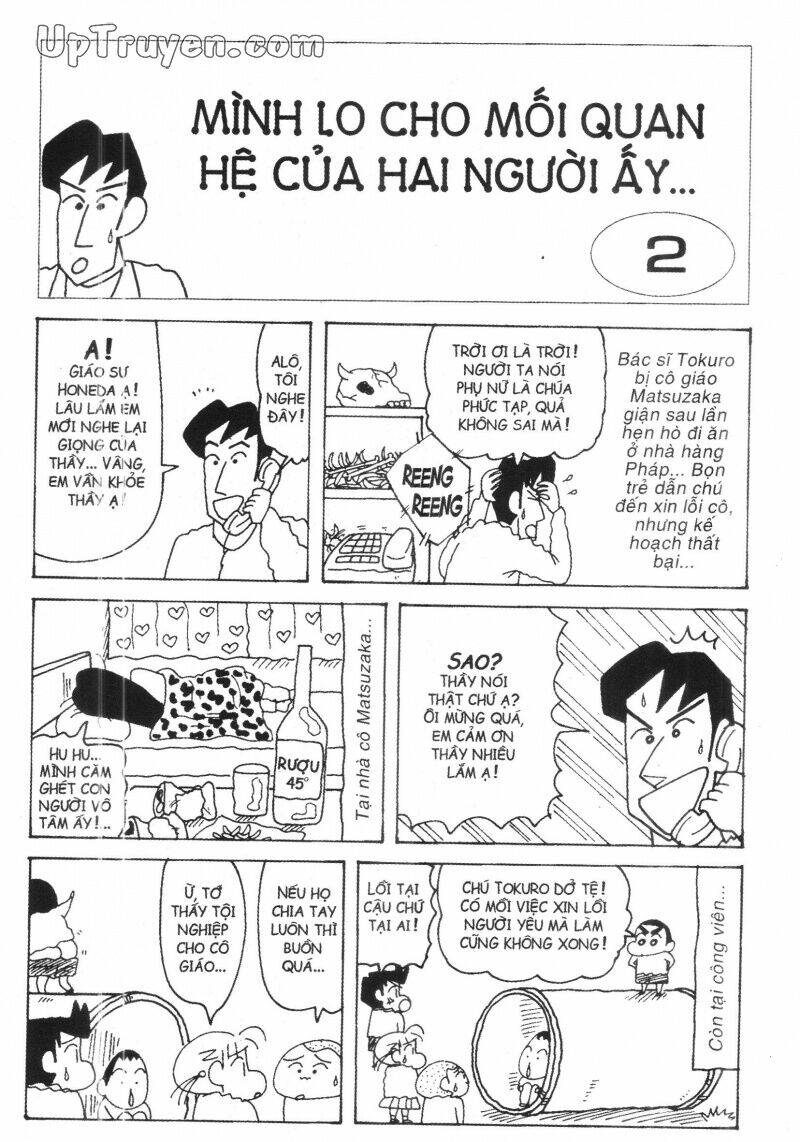 UpTruyen.com
MÌNH LO CHO MỐI QUAN
HỆ CỦA HAI NGƯỜI ẤY...
2
Bác sĩ Tokuro
bị cô giáo
Matsuzaka
giận sau lần
hẹn hò đi ăn
ở nhà hàng
Pháp... Bọn
trẻ dẫn chú
đến xin lỗi cô,
nhưng kế
hoạch thất
bại...
TRỜI ƠI LÀ TRỜI!
NGƯỜI TA NÓI
PHỤ NỮ LÀ CHÚA
PHỨC TẠP, QUẢ
KHÔNG SAI MÀ!
REENG
REENG
ALÔ,
TÔI
NGHE
ĐÂY!
A!
GIÁO SƯ
HONEDA Ạ!
LÂU LẮM EM
MỚI NGHE LẠI
GIỌNG CỦA
THẦY... VÂNG,
EM VẪN KHỎE
THẦY Ạ!
SAO?
THẦY NÓI
THẬT CHỨ Ạ?
ÔI MỪNG QUÁ,
EM CẢM ƠN
THẦY NHIỀU
LẮM Ạ!
Tại nhà cô Matsuzaka...
RƯỢU
45°
HU HU...
MÌNH CĂM
GHÉT CON
NGƯỜI VÔ
TÂM ẤY!..
Còn tại công viên...
CHÚ TOKURO DỞ TỆ!
CÓ MỖI VIỆC XIN LỖI
NGƯỜI YÊU MÀ LÀM
CŨNG KHÔNG XONG!
LỖI TẠI
CẬU CHỨ
TẠI AI!
NẾU HỌ
CHIA TAY
LUÔN THÌ
BUỒN
QUÁ...
Ừ, TỚ
THẤY TỘI
NGHIỆP
CHO CÔ
GIÁO...